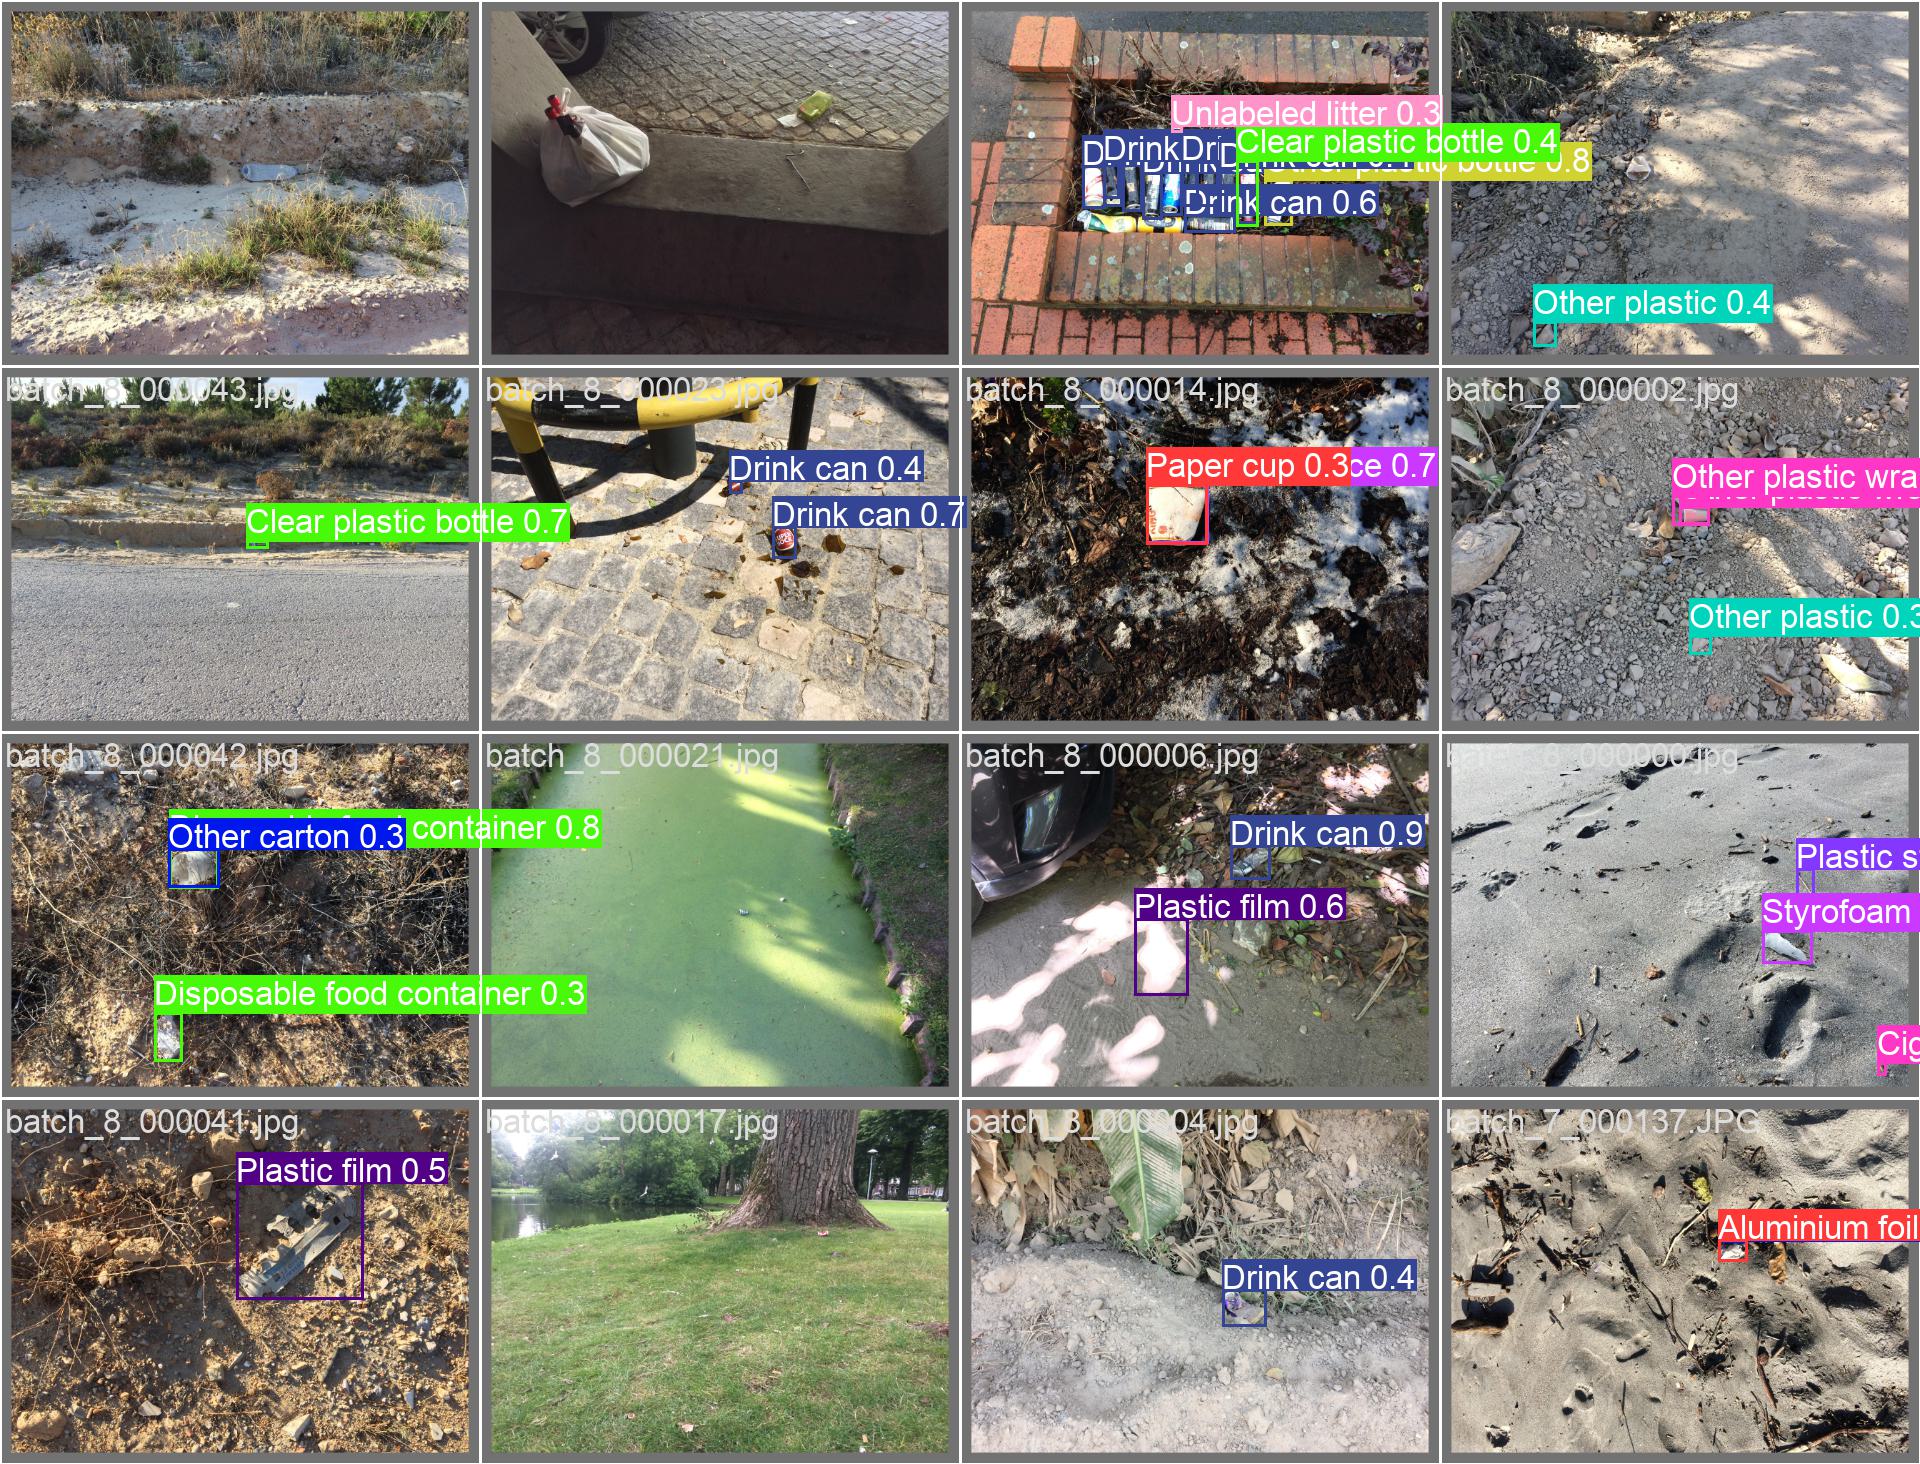 Unlabeled litter 0.3
Clear plastic bottle 0.4
Drink
Dri
bottle 0.8
Drink can 0.6
Other plastic 0.4
batch_8_000043.jpg
batch_8_000023.jpg
batch_8_000014.jpg
batch_8_000002.jpg
Clear plastic bottle 0.7
Drink can 0.4
Drink can 0.7
Paper cup 0.3
ce 0.7
Other plastic wra
Other plastic 0.3
batch_8_000042.jpg
batch_8_000021.jpg
batch_8_000006.jpg
batch_8_000000.jpg
Other carton 0.3
container 0.8
Disposable food container 0.3
Drink can 0.9
Plastic film 0.6
Plastic s
Styrofoam
Cig
batch_8_000041.jpg
batch_8_000017.jpg
batch_8_000004.jpg
batch_7_000137.JPG
Plastic film 0.5
Drink can 0.4
Aluminium foil